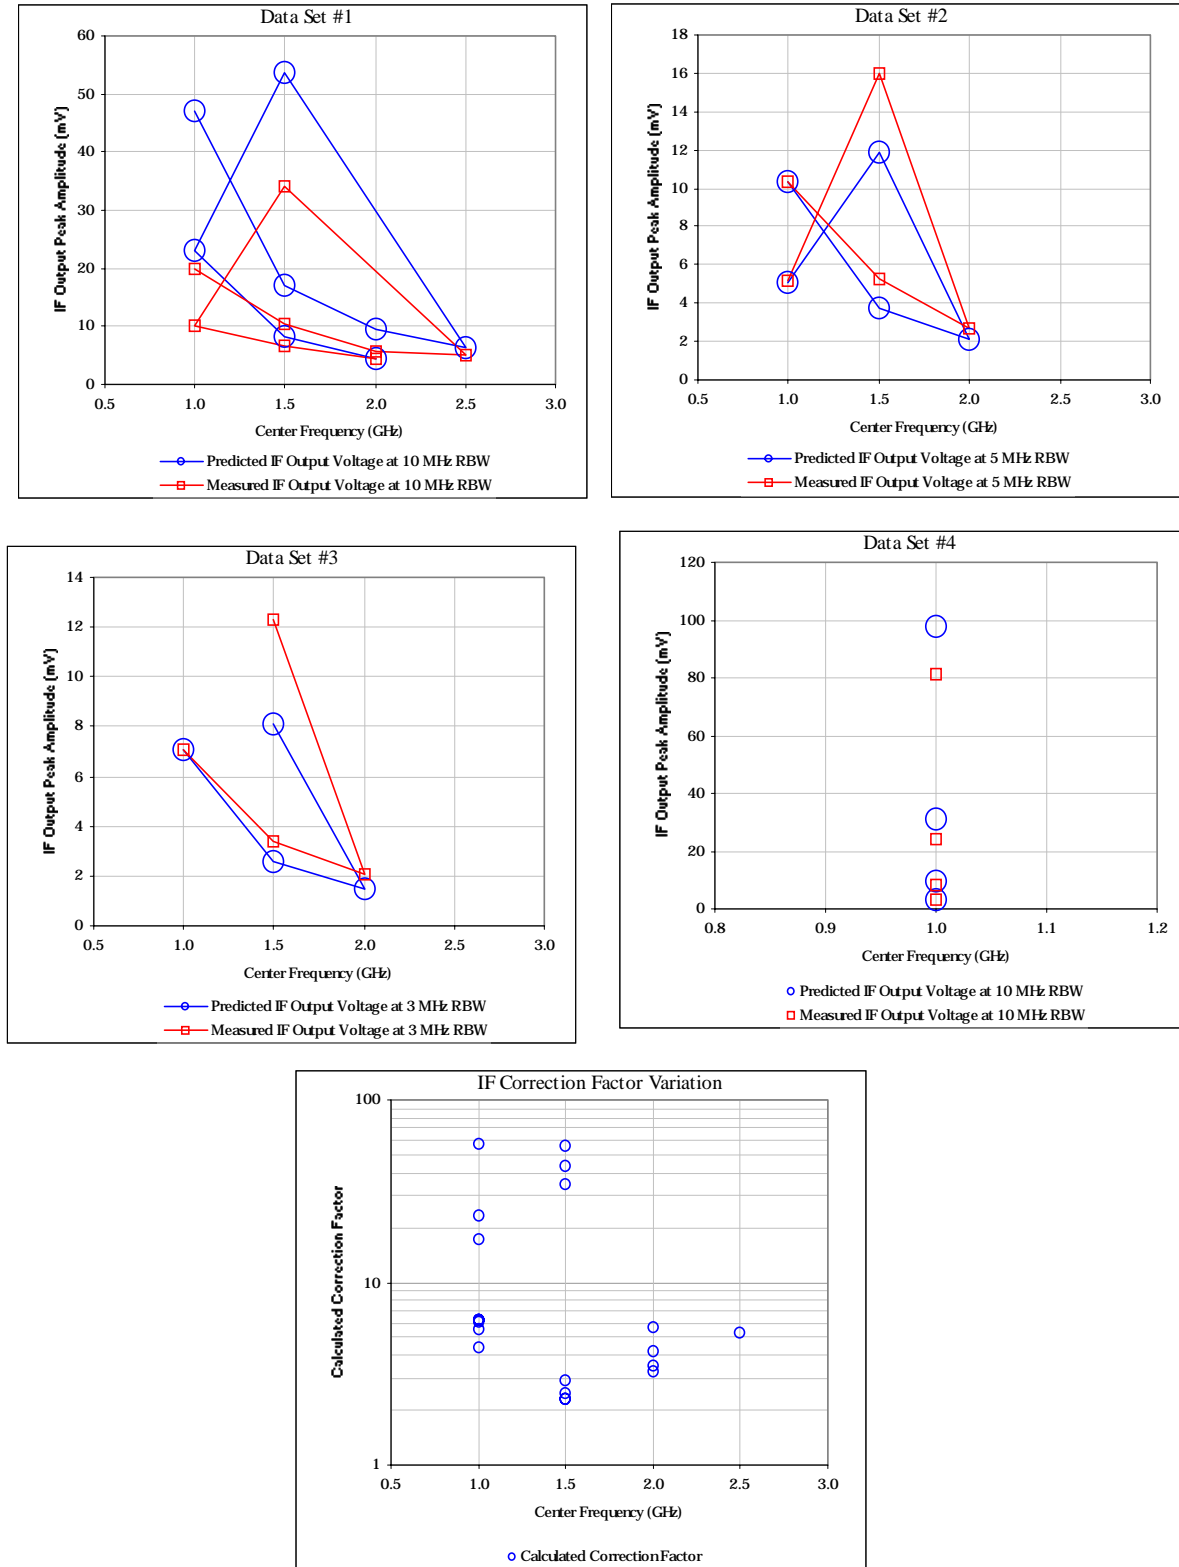 Data Set #1
IF Output Peak Amplitude (mV)
60
50
40
30
20
10
0
0.5 1.0 1.5 2.0 2.5 3.0
Center Frequency (GHz)
Predicted IF Output Voltage at 10 MHz RBW
Measured IF Output Voltage at 10 MHz RBW
Data Set #2
IF Output Peak Amplitude (mV)
18
16
14
12
10
8
6
4
2
0
0.5 1.0 1.5 2.0 2.5 3.0
Center Frequency (GHz)
Predicted IF Output Voltage at 5 MHz RBW
Measured IF Output Voltage at 5 MHz RBW
Data Set #3
IF Output Peak Amplitude (mV)
14
12
10
8
6
4
2
0
0.5 1.0 1.5 2.0 2.5 3.0
Center Frequency (GHz)
Predicted IF Output Voltage at 3 MHz RBW
Measured IF Output Voltage at 3 MHz RBW
Data Set #4
IF Output Peak Amplitude (mV)
120
100
80
60
40
20
0
0.8 0.9 1.0 1.1 1.2
Center Frequency (GHz)
Predicted IF Output Voltage at 10 MHz RBW
Measured IF Output Voltage at 10 MHz RBW
IF Correction Factor Variation
Calculated Correction Factor
100
10
1
0.5 1.0 1.5 2.0 2.5 3.0
Center Frequency (GHz)
Calculated Correction Factor